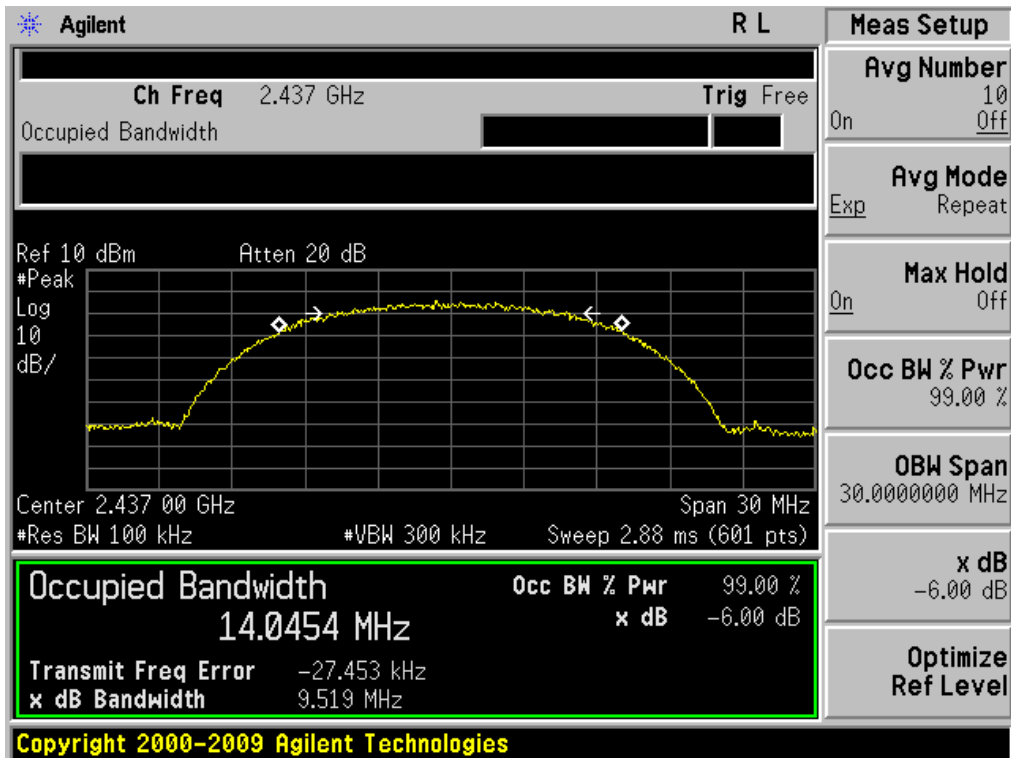 Agilent R L
Ch Freq 2.437 GHz Trig Free
Occupied Bandwidth
Ref 10 dBm Atten 20 dB
#Peak
Log
10
dB/
Center 2.437 00 GHz Span 30 MHz
#Res BW 100 kHz #VBW 300 kHz Sweep 2.88 ms (601 pts)
Occupied Bandwidth Occ BW % Pwr 99.00 %
14.0454 MHz x dB -6.00 dB
Transmit Freq Error -27.453 kHz
x dB Bandwidth 9.519 MHz
Copyright 2000-2009 Agilent Technologies
Meas Setup
Avg Number
10
On Off
Avg Mode
Exp Repeat
Max Hold
On Off
Occ BW % Pwr
99.00 %
OBW Span
30.0000000 MHz
x dB
-6.00 dB
Optimize
Ref Level